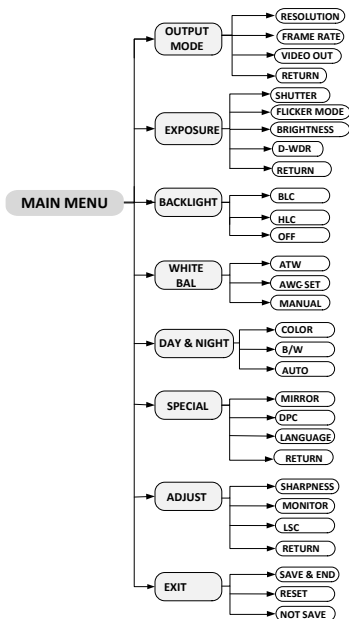 MAIN MENU
OUTPUT
MODE
RESOLUTION
FRAME RATE
VIDEO OUT
RETURN
EXPOSURE
SHUTTER
FLICKER MODE
BRIGHTNESS
D-WDR
RETURN
BACKLIGHT
BLC
HLC
OFF
WHITE
BAL
ATW
AWC-SET
MANUAL
DAY & NIGHT
COLOR
B/W
AUTO
SPECIAL
MIRROR
DPC
LANGUAGE
RETURN
ADJUST
SHARPNESS
MONITOR
LSC
RETURN
EXIT
SAVE & END
RESET
NOT SAVE